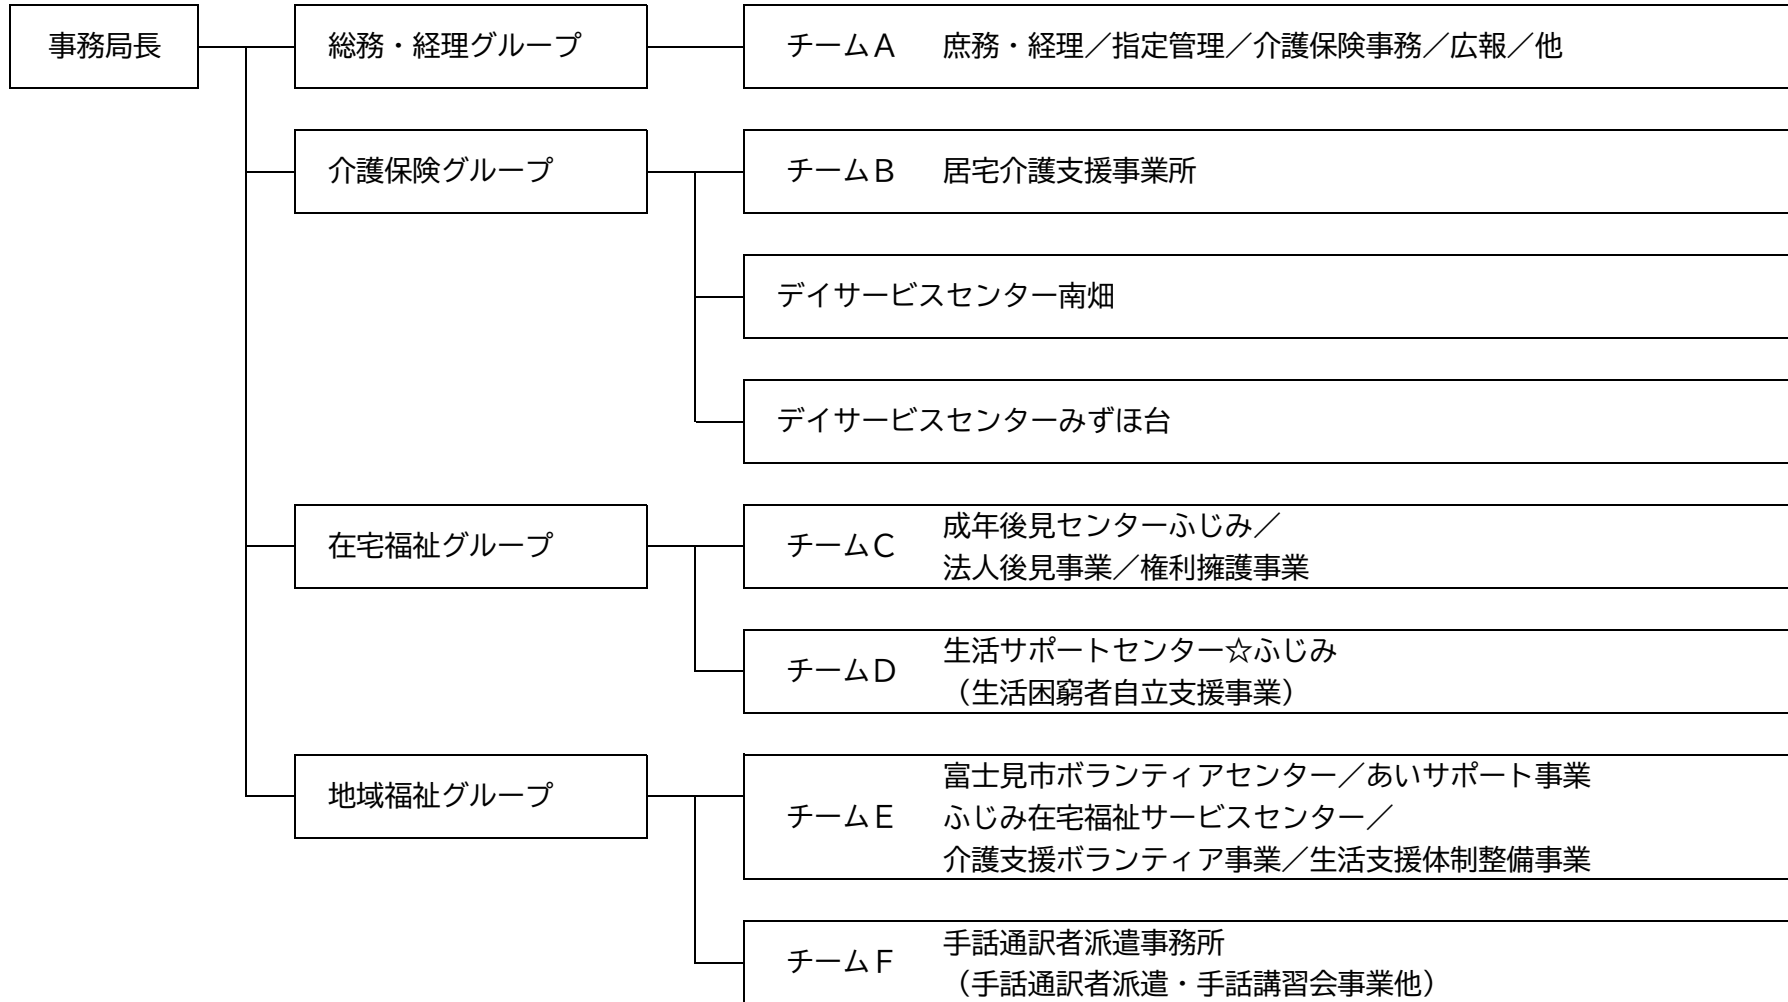 事務局長
総務・経理グループ
チームＡ　庶務・経理／指定管理／介護保険事務／広報／他
介護保険グループ
チームＢ　居宅介護支援事業所
デイサービスセンター南畑
デイサービスセンターみずほ台
在宅福祉グループ
チームＣ
成年後見センターふじみ／
法人後見事業／権利擁護事業
チームＤ
生活サポートセンター☆ふじみ
（生活困窮者自立支援事業）
地域福祉グループ
チームＥ
富士見市ボランティアセンター／あいサポート事業
ふじみ在宅福祉サービスセンター／
介護支援ボランティア事業／生活支援体制整備事業
チームＦ
手話通訳者派遣事務所
（手話通訳者派遣・手話講習会事業他）